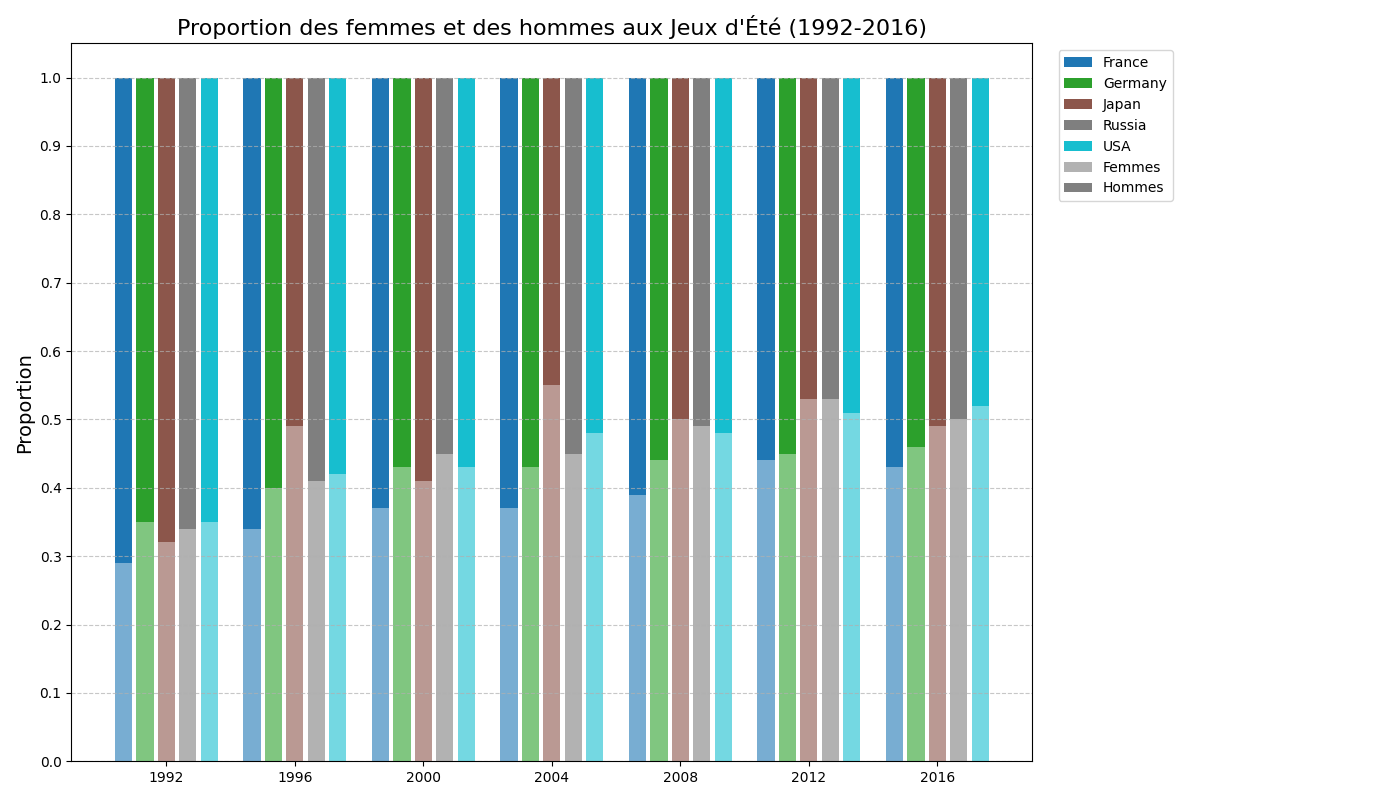 Proportion des femmes et des hommes aux Jeux d'Été (1992-2016)
France
Germany
Japan
Russia
USA
Femmes
Hommes
Proportion
1.0
0.9
0.8
0.7
0.6
0.5
0.4
0.3
0.2
0.1
0.0
1992 1996 2000 2004 2008 2012 2016